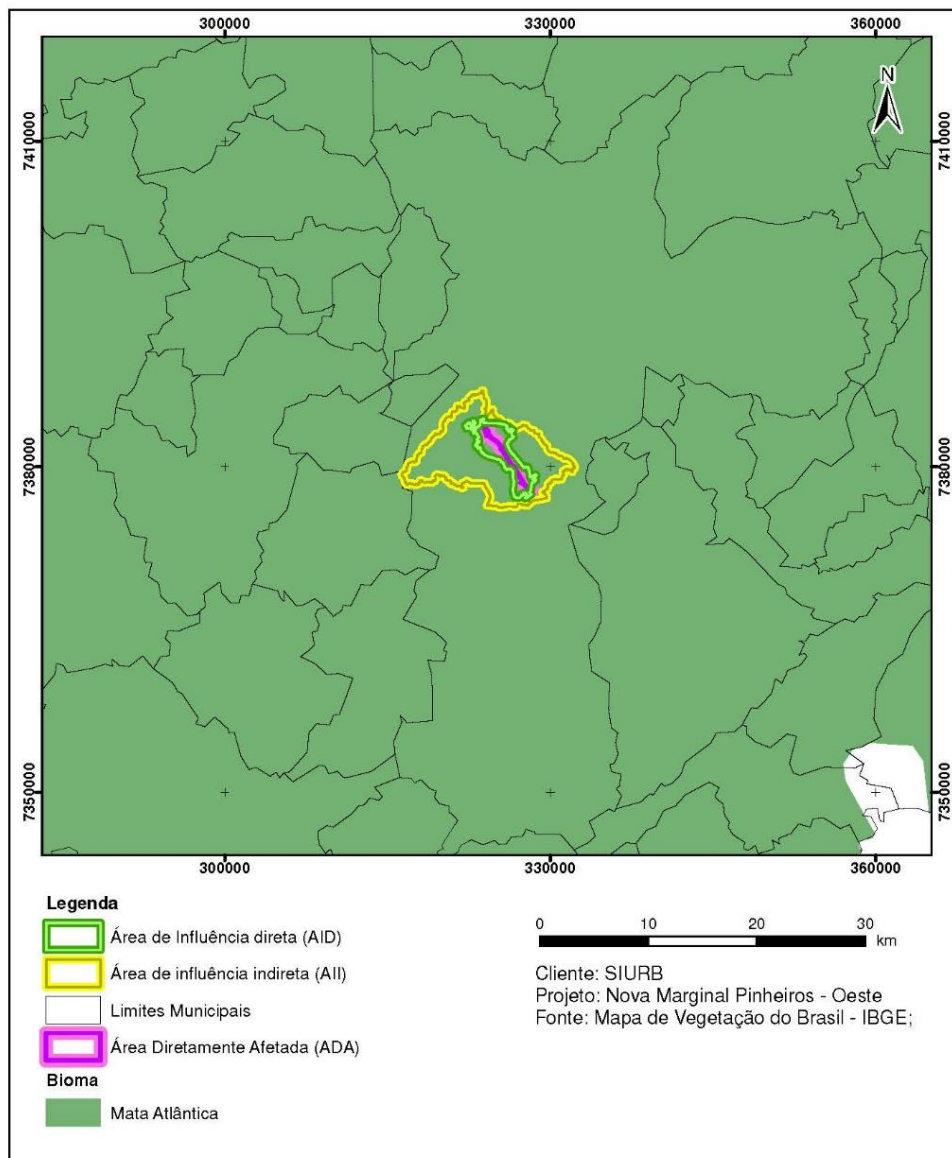 300000 330000 360000
N
7410000 7410000
7380000 7380000
7350000 7350000
300000 330000 360000
Legenda
Área de Influência direta (AID)
Área de influência indireta (AII)
Limites Municipais
Área Diretamente Afetada (ADA)
Bioma
Mata Atlântica
0 10 20 30
km
Cliente: SIURB
Projeto: Nova Marginal Pinheiros - Oeste
Fonte: Mapa de Vegetação do Brasil - IBGE;